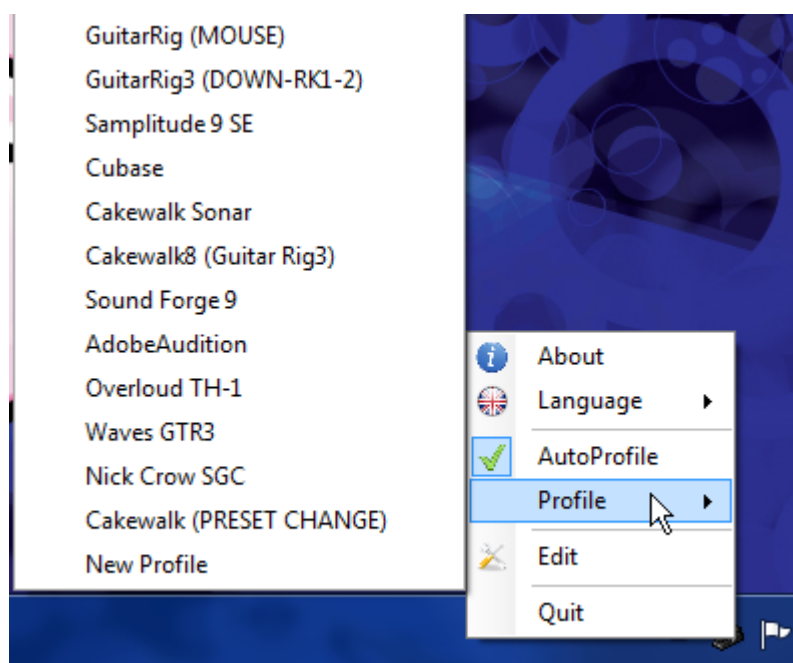 GuitarRig (MOUSE)
GuitarRig3 (DOWN-RK1-2)
Samplitude 9 SE
Cubase
Cakewalk Sonar
Cakewalk8 (Guitar Rig3)
Sound Forge 9
AdobeAudition
Overloud TH-1
Waves GTR3
Nick Crow SGC
Cakewalk (PRESET CHANGE)
New Profile
About
Language
AutoProfile
Profile
Edit
Quit